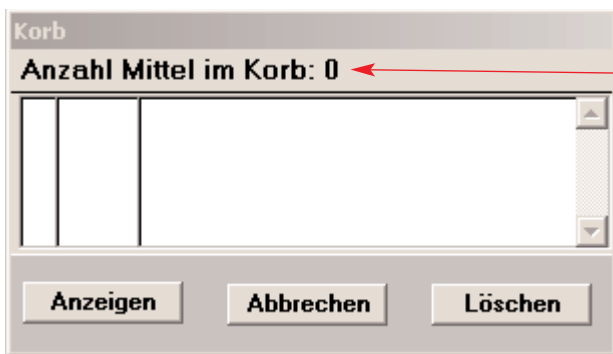 Korb
Anzahl Mittel im Korb: 0
Anzeigen Abbrechen Löschen